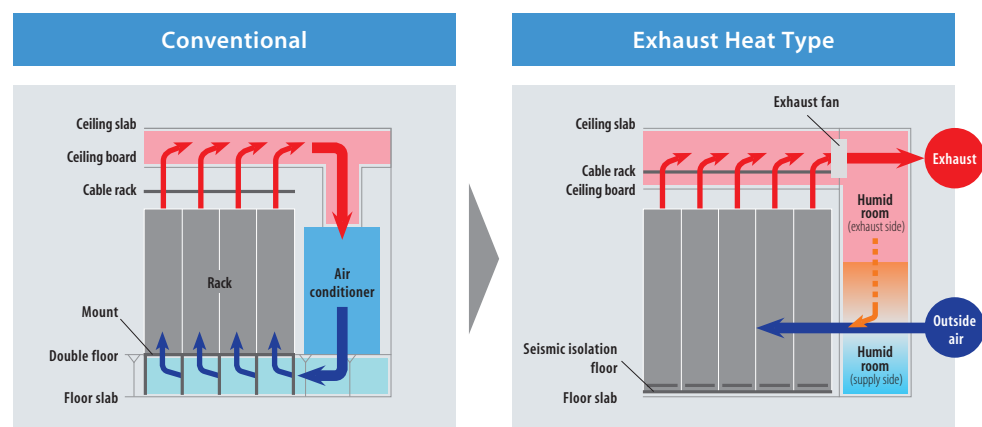 Conventional
Ceiling slab
Ceiling board
Cable rack
Rack
Air
conditioner
Mount
Double floor
Floor slab
Exhaust Heat Type
Exhaust fan
Ceiling slab
Cable rack
Ceiling board
Exhaust
Humid
room
(exhaust side)
Outside
air
Humid
room
(supply side)
Seismic isolation
floor
Floor slab